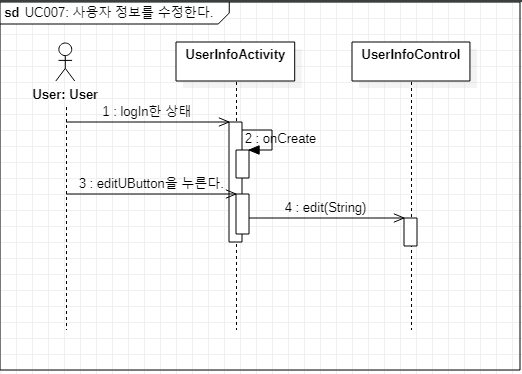 sd UC007: 사용자 정보를 수정한다.
User: User
UserInfoActivity
UserInfoControl
1 : logIn한 상태
2 : onCreate
3 : editUButton을 누른다.
4 : edit(String)